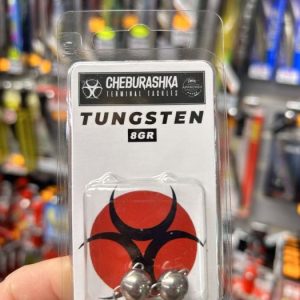 CHEBURASHKA
TERMINAL TACKLES
TUNGSTEN
8GR